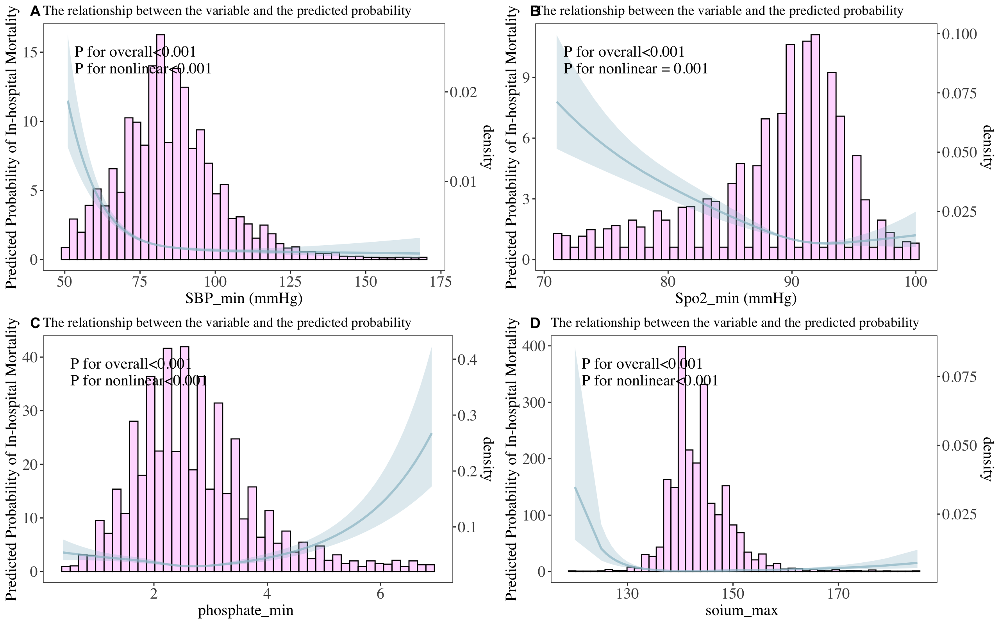 A The relationship between the variable and the predicted probability
Predicted Probability of In-hospital Mortality
P for overall<0.001
P for nonlinear<0.001
15
10
5
0
0.02
0.01
density
50 75 100 125 150 175
SBP_min (mmHg)
B The relationship between the variable and the predicted probability
Predicted Probability of In-hospital Mortality
P for overall<0.001
P for nonlinear = 0.001
9
6
3
0
0.100
0.075
0.050
0.025
density
70 80 90 100
Spo2_min (mmHg)
C The relationship between the variable and the predicted probability
Predicted Probability of In-hospital Mortality
P for overall<0.001
P for nonlinear<0.001
40
30
20
10
0
0.4
0.3
0.2
0.1
density
2 4 6
phosphate_min
D The relationship between the variable and the predicted probability
Predicted Probability of In-hospital Mortality
P for overall<0.001
P for nonlinear<0.001
400
300
200
100
0
0.075
0.050
0.025
density
130 150 170
soium_max